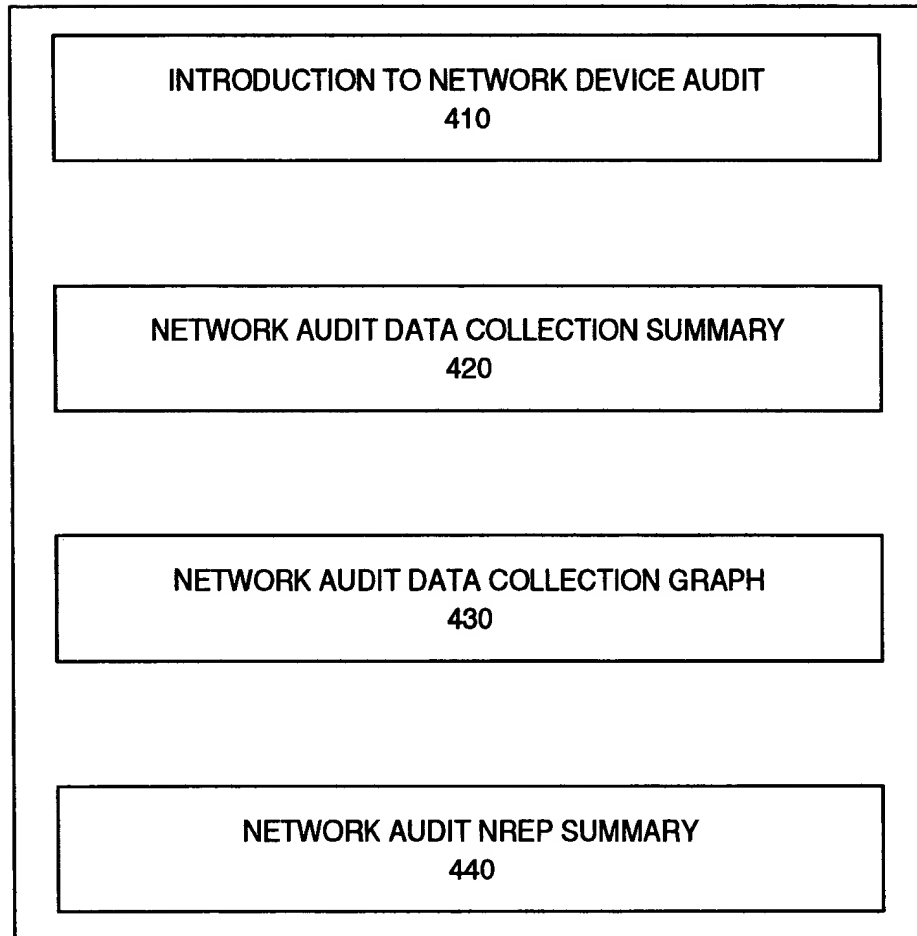 INTRODUCTION TO NETWORK DEVICE AUDIT
410
NETWORK AUDIT DATA COLLECTION SUMMARY
420
NETWORK AUDIT DATA COLLECTION GRAPH
430
NETWORK AUDIT NREP SUMMARY
440